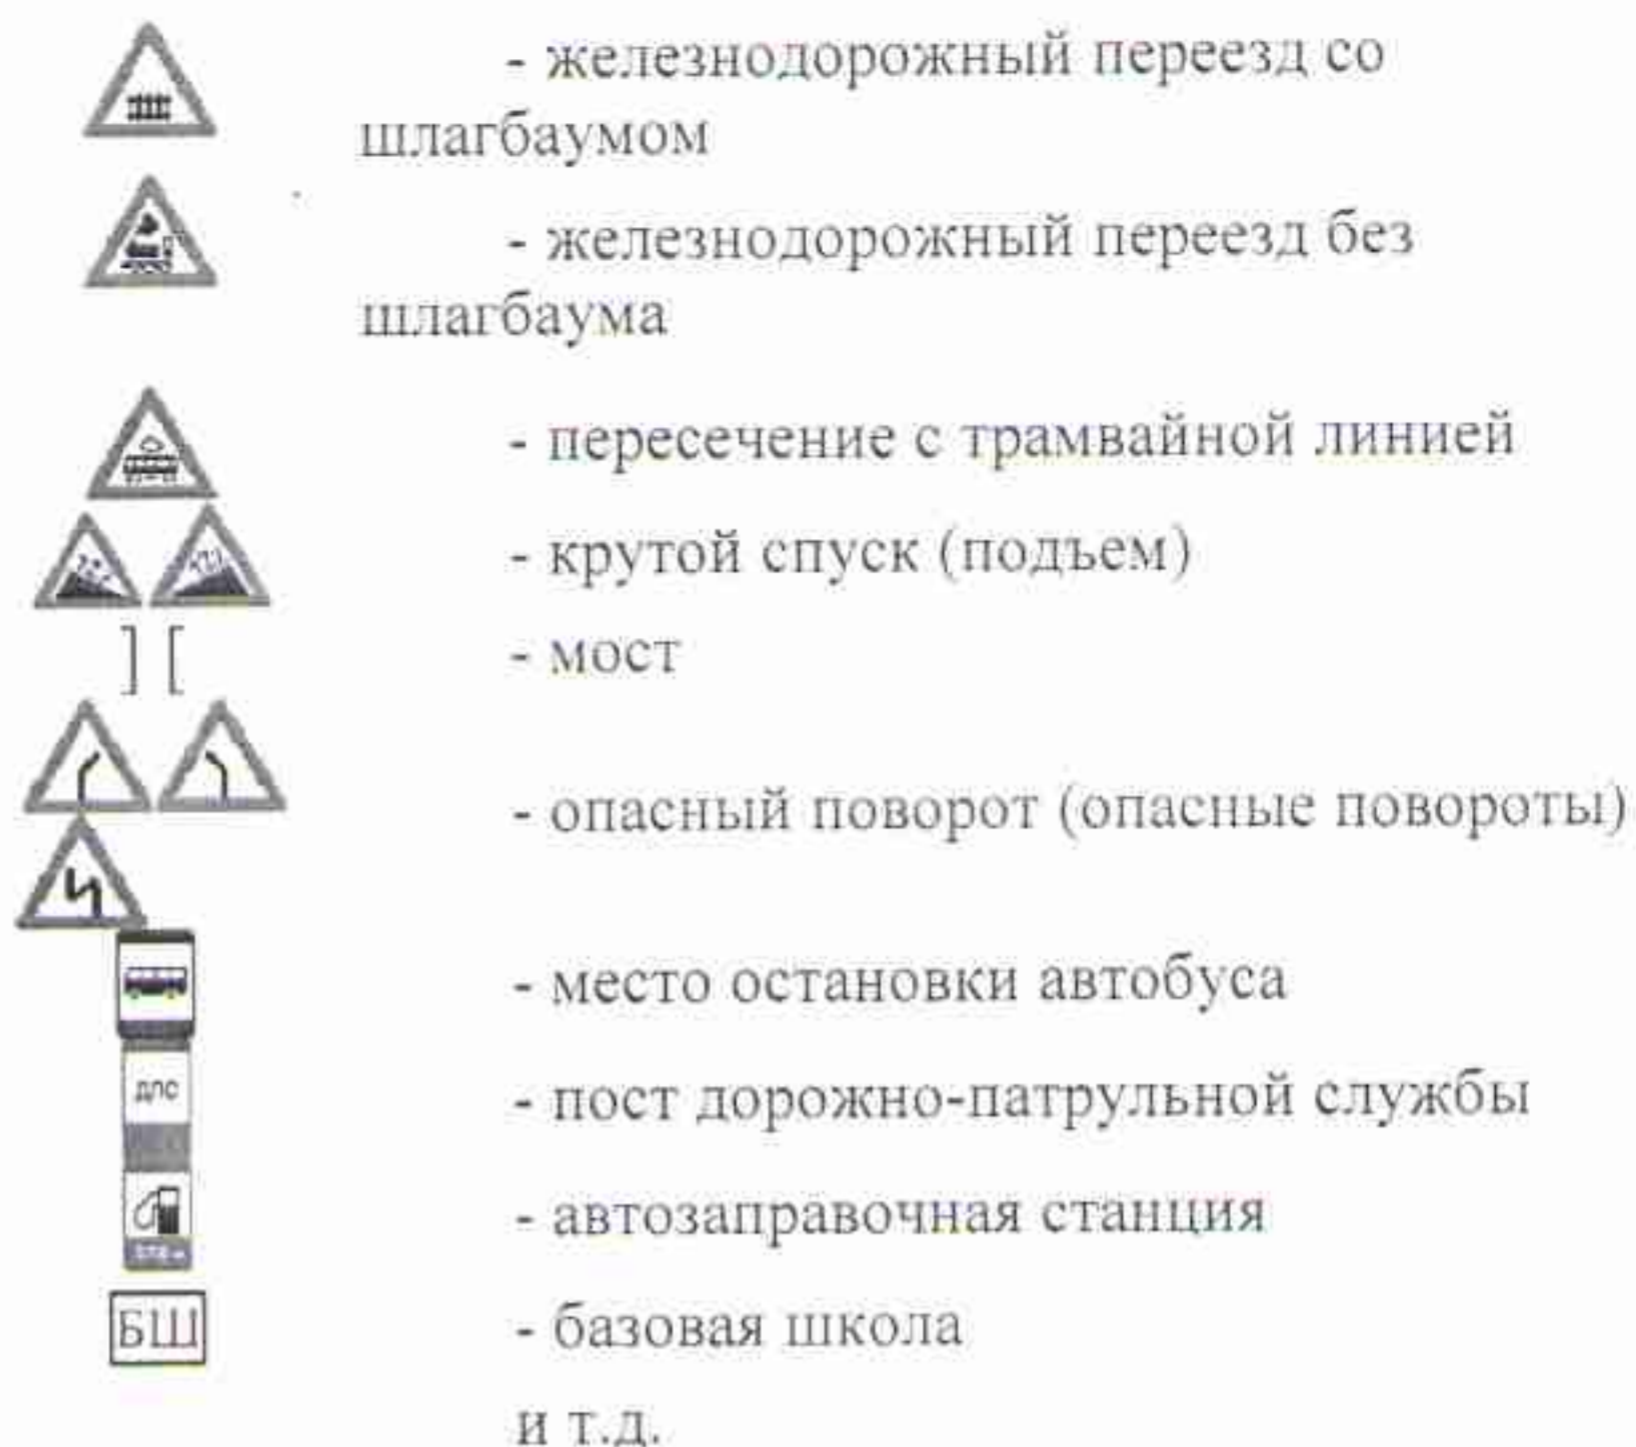 - железнодорожный переезд со
шлагбаумом
- железнодорожный переезд без
шлагбаума
- пересечение с трамвайной линией
- крутой спуск (подъем)
] [
- мост
- опасный поворот (опасные повороты)
- место остановки автобуса
ДПС
- пост дорожно-патрульной службы
- автозаправочная станция
БШ
- базовая школа
и т.д.